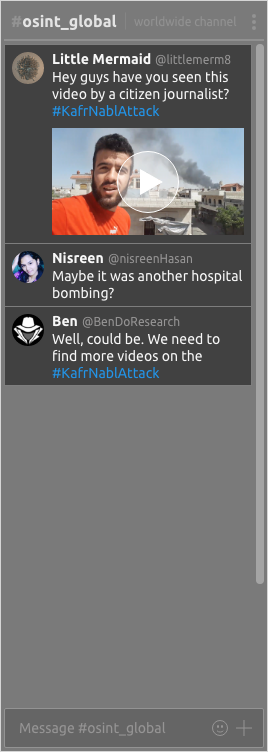 #osint_global | worldwide channel
Little Mermaid @littlemerm8
Hey guys have you seen this
video by a citizen journalist?
#KafrNablAttack
Nisreen @nisreenHasan
Maybe it was another hospital
bombing?
Ben @BenDoResearch
Well, could be. We need to
find more videos on the
#KafrNablAttack
Message #osint_global